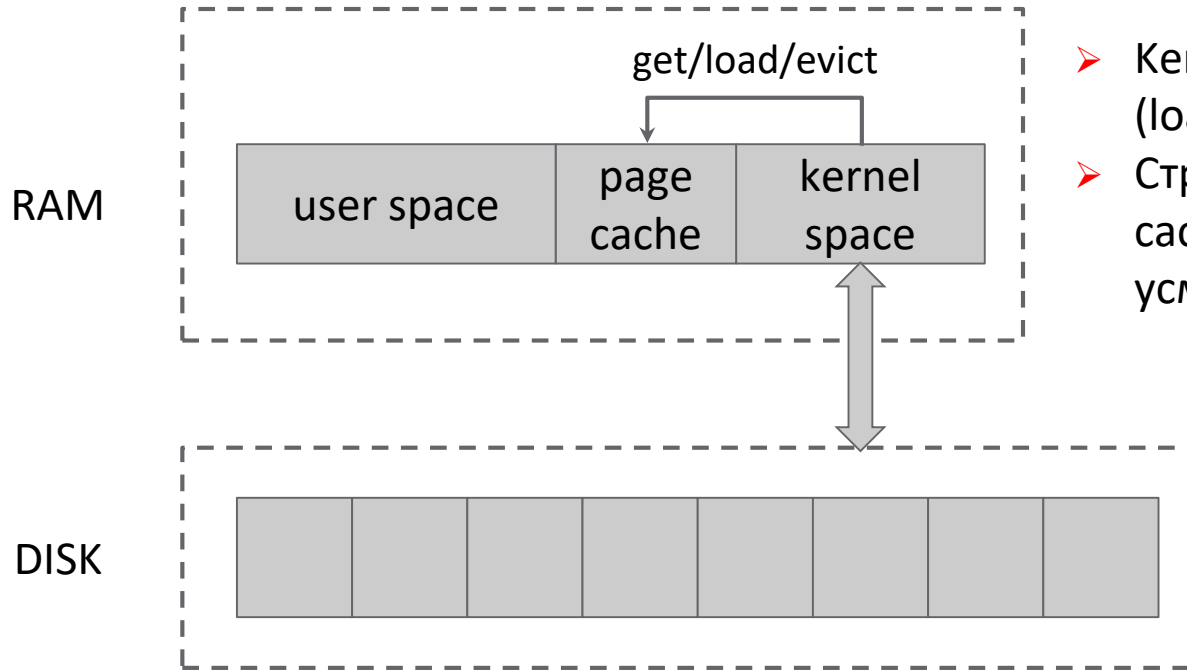 get/load/evict
RAM
user space
page
cache
kernel
space
DISK